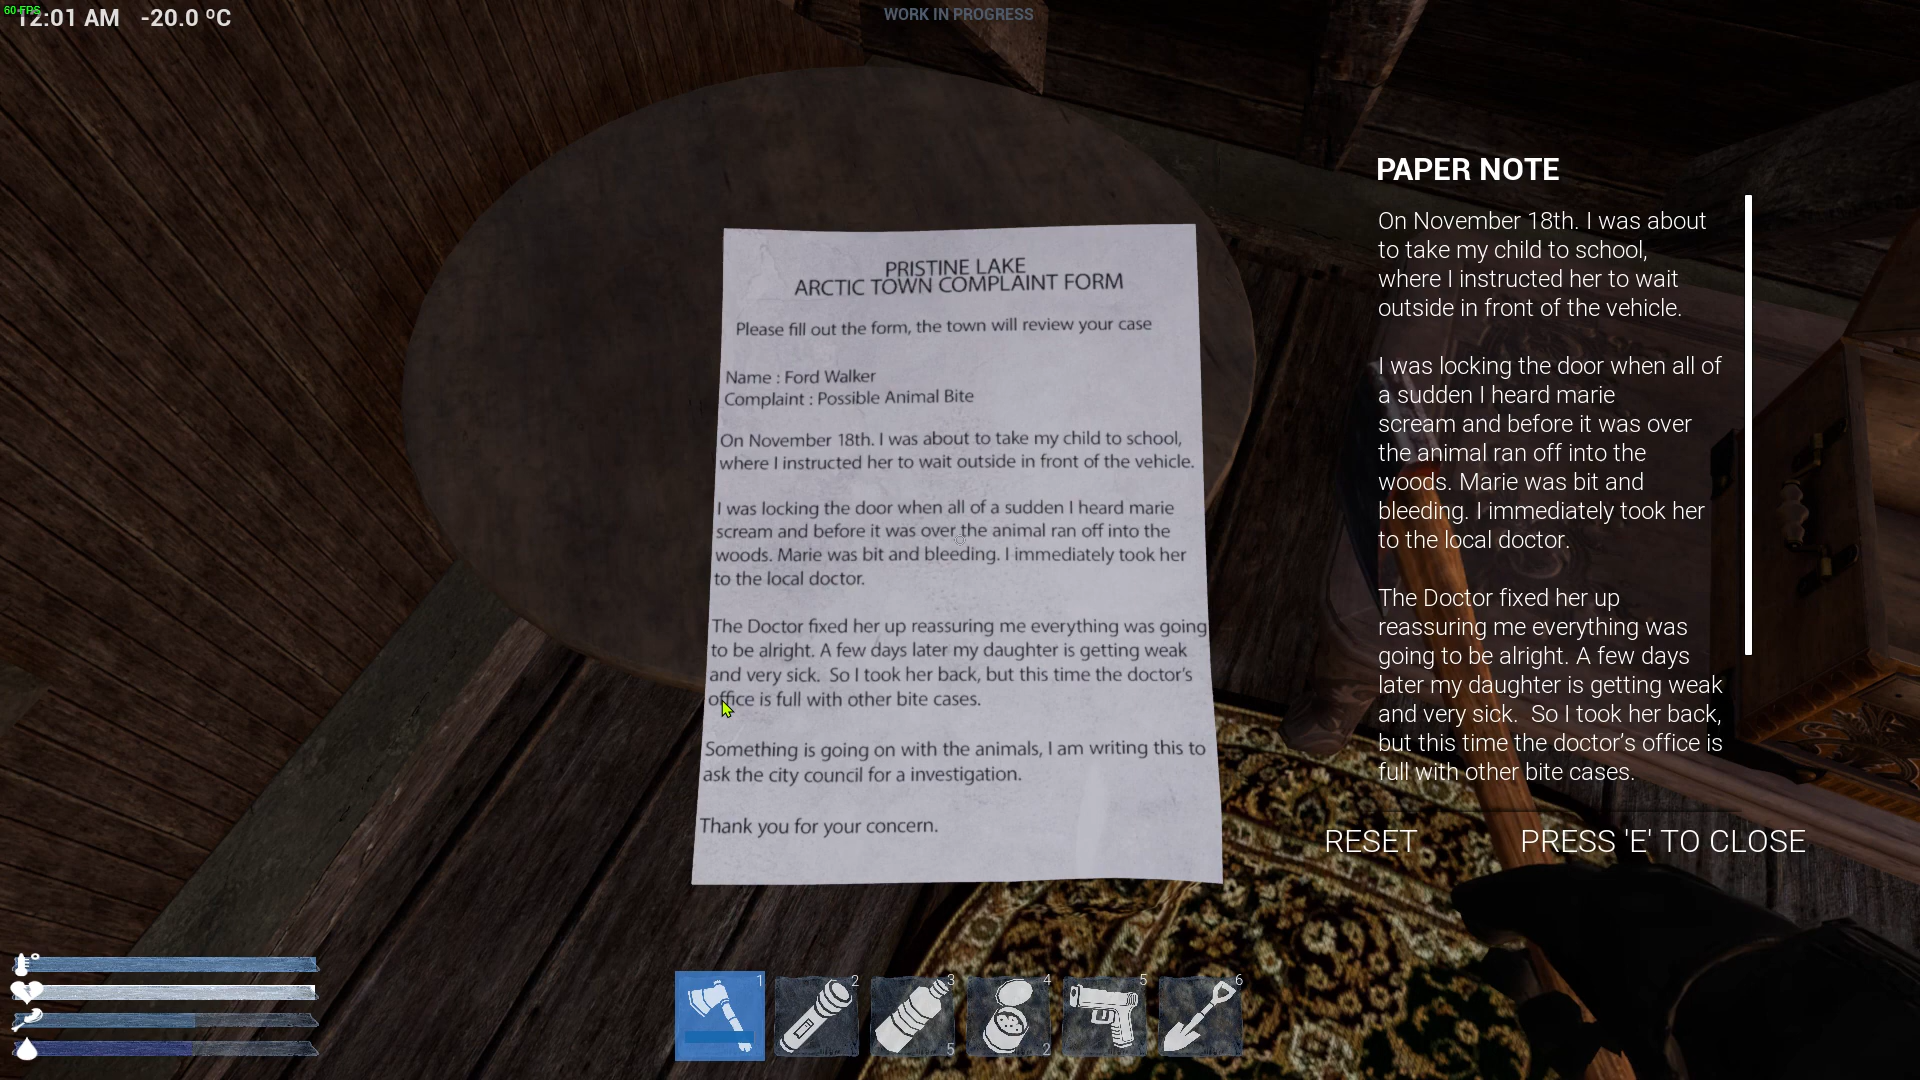 60 FPS
12:01 AM -20.0 ºC
WORK IN PROGRESS
PRISTINE LAKE
ARCTIC TOWN COMPLAINT FORM
Please fill out the form, the town will review your case
Name : Ford Walker
Complaint : Possible Animal Bite
On November 18th. I was about to take my child to school,
where I instructed her to wait outside in front of the vehicle.
I was locking the door when all of a sudden I heard marie
scream and before it was over the animal ran off into the
woods. Marie was bit and bleeding. I immediately took her
to the local doctor.
The Doctor fixed her up reassuring me everything was going
to be alright. A few days later my daughter is getting weak
and very sick.  So I took her back, but this time the doctor's
office is full with other bite cases.
Something is going on with the animals, I am writing this to
ask the city council for a investigation.
Thank you for your concern.
PAPER NOTE
On November 18th. I was about
to take my child to school,
where I instructed her to wait
outside in front of the vehicle.
I was locking the door when all of
a sudden I heard marie
scream and before it was over
the animal ran off into the
woods. Marie was bit and
bleeding. I immediately took her
to the local doctor.
The Doctor fixed her up
reassuring me everything was
going to be alright. A few days
later my daughter is getting weak
and very sick.  So I took her back,
but this time the doctor's office is
full with other bite cases.
RESET PRESS 'E' TO CLOSE
1 2 3 4 5 6
5 2